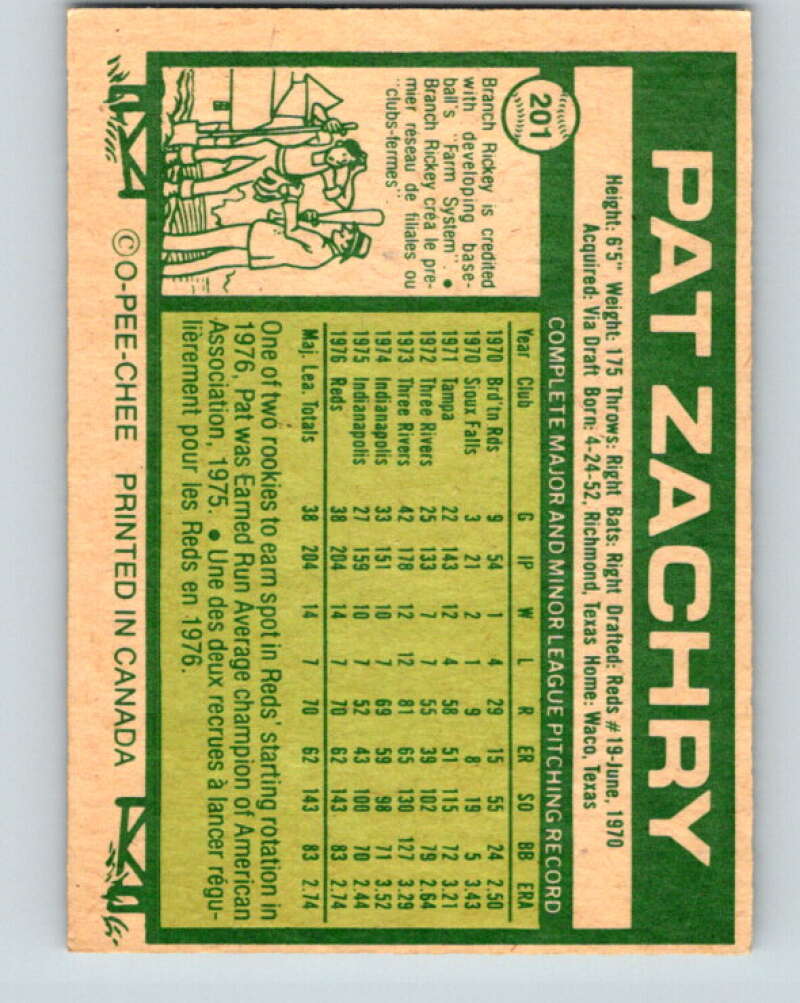 PAT ZACHRY
Height: 6'5" Weight: 175 Throws: Right Bats: Right Drafted: Reds #19-June, 1970
Acquired: Via Draft Born: 4-24-52, Richmond, Texas Home: Waco, Texas
201
Branch Rickey is credited
with developing base-
ball's "Farm System". ●
Branch Rickey créa le pre-
mier réseau de filiales ou
"clubs-fermes"
COMPLETE MAJOR AND MINOR LEAGUE PITCHING RECORD
Year Club G IP W L R ER SO BB ERA
1970 Brd'tn Rds 9 54 1 4 29 15 55 24 2.50
1970 Sioux Falls 3 21 2 1 9 8 19 5 3.43
1971 Tampa 22 143 12 4 58 51 115 72 3.21
1972 Three Rivers 25 133 7 7 55 39 102 79 2.64
1973 Three Rivers 42 178 12 12 81 65 130 127 3.29
1974 Indianapolis 33 151 10 7 69 59 98 71 3.52
1975 Indianapolis 27 159 10 7 52 43 100 70 2.44
1976 Reds 38 204 14 7 70 62 143 83 2.74
Maj. Lea. Totals 38 204 14 7 70 62 143 83 2.74
One of two rookies to earn spot in Reds' starting rotation in
1976, Pat was Earned Run Average champion of American
Association, 1975. ● Une des deux recrues à lancer régu-
lièrement pour les Reds en 1976.
©O-PEE-CHEE PRINTED IN CANADA